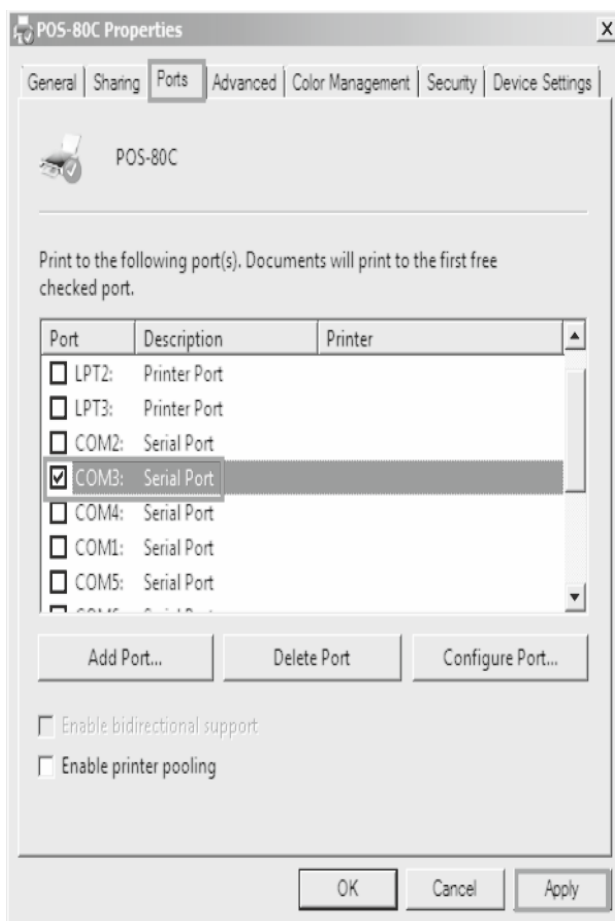 POS-80C Properties
X
General Sharing Ports Advanced Color Management Security Device Settings
POS-80C
Print to the following port(s). Documents will print to the first free
checked port.
Port Description Printer
LPT2: Printer Port
LPT3: Printer Port
COM2: Serial Port
COM3: Serial Port
COM4: Serial Port
COM1: Serial Port
COM5: Serial Port
Add Port... Delete Port Configure Port...
Enable bidirectional support
Enable printer pooling
OK Cancel Apply